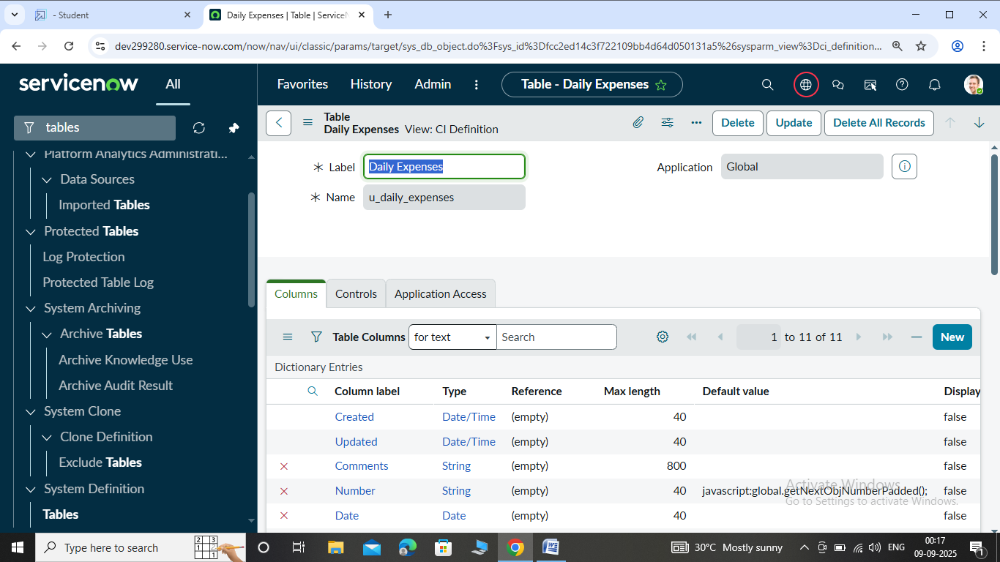 - Student
Daily Expenses | Table | Service
dev299280.service-now.com/now/nav/ui/classic/params/target/sys_db_object.do%3Fsys_id%3Dfcc2ed14c3f722109bb4d64d050131a5%26sysparm_view%3Dci_definition...
servicenow
All
Favorites
History
Admin
Table - Daily Expenses
tables
Table
Daily Expenses View: CI Definition
Delete
Update
Delete All Records
Platform Analytics Administrati...
Data Sources
Imported Tables
Protected Tables
Log Protection
Protected Table Log
System Archiving
Archive Tables
Archive Knowledge Use
Archive Audit Result
System Clone
Clone Definition
Exclude Tables
System Definition
Tables
Label Daily Expenses
Application Global
Name u_daily_expenses
Columns
Controls
Application Access
Table Columns for text Search
1 to 11 of 11
New
Dictionary Entries
Column label Type Reference Max length Default value Display
Created Date/Time (empty) 40 false
Updated Date/Time (empty) 40 false
Comments String (empty) 800 false
Number String (empty) 40 javascript:global.getNextObjNumberPadded(); false
Date Date (empty) 40 false
Activate Windows
Go to Settings to activate Windows.
Type here to search
30°C Mostly sunny
ENG
00:17
09-09-2025
1